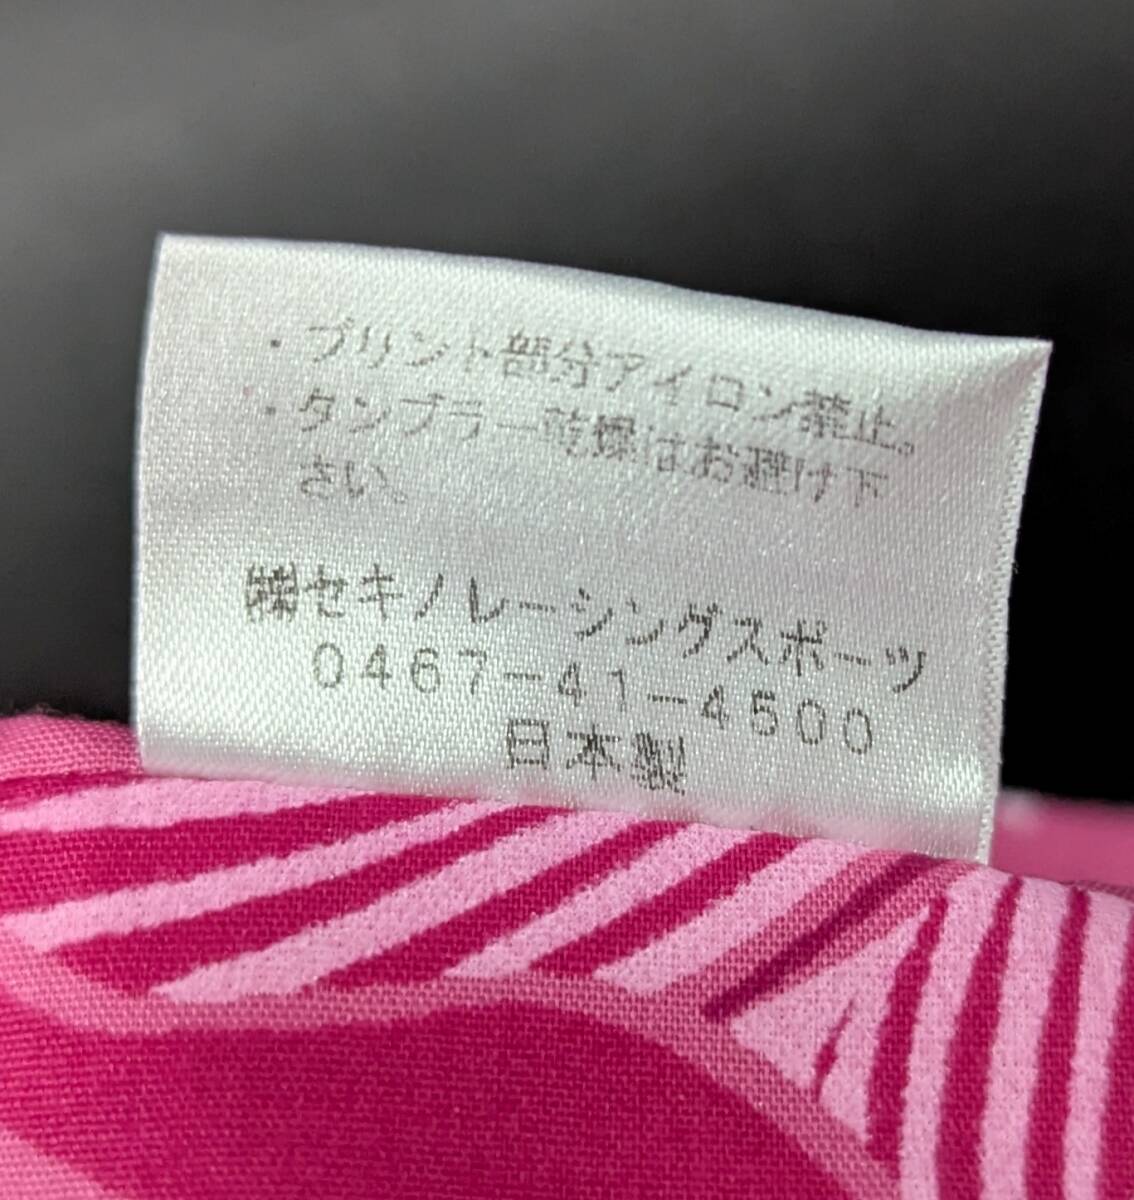 ・プリント部分アイロン禁止。
・タンブラー乾燥はお避け下
さい。
㈱セキノレーシングスポーツ
0467-41-4500
日本製